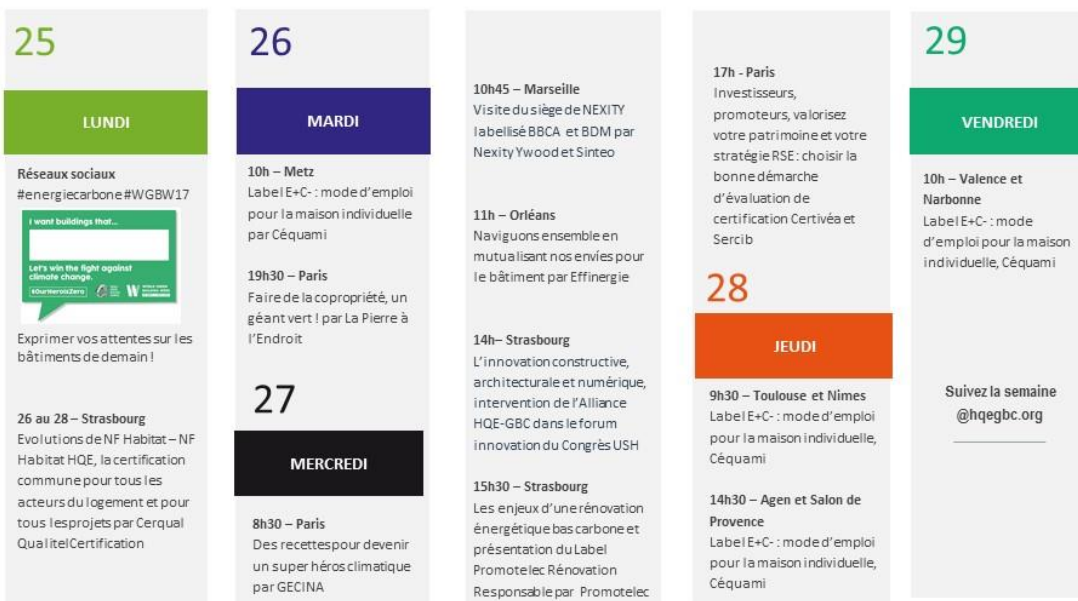 25
LUNDI
Réseaux sociaux
#energiecarbone #WGBW17
I want buildings that...
Let's win the fight against
climate change.
#OurHeroIsZero
Exprimer vos attentes sur les
bâtiments de demain !
26 au 28 – Strasbourg
Evolutions de NF Habitat – NF
Habitat HQE, la certification
commune pour tous les
acteurs du logement et pour
tous les projets par Cerqual
Qualitel Certification
26
MARDI
10h – Metz
Label E+C- : mode d'emploi
pour la maison individuelle
par Céquami
19h30 – Paris
Faire de la copropriété, un
géant vert ! par La Pierre à
l'Endroit
27
MERCREDI
8h30 – Paris
Des recettes pour devenir
un super héros climatique
par GECINA
10h45 – Marseille
Visite du siège de NEXITY
labellisé BBCA et BDM par
Nexity Ywood et Sinteo
11h – Orléans
Naviguons ensemble en
mutualisant nos envies pour
le bâtiment par Effinergie
14h– Strasbourg
L'innovation constructive,
architecturale et numérique,
intervention de l'Alliance
HQE-GBC dans le forum
innovation du Congrès USH
15h30 – Strasbourg
Les enjeux d'une rénovation
énergétique bas carbone et
présentation du Label
Promotelec Rénovation
Responsable par Promotelec
17h - Paris
Investisseurs,
promoteurs, valorisez
votre patrimoine et votre
stratégie RSE : choisir la
bonne démarche
d'évaluation de
certification Certivéa et
Sercib
28
JEUDI
9h30 – Toulouse et Nimes
Label E+C- : mode d'emploi
pour la maison individuelle,
Céquami
14h30 – Agen et Salon de
Provence
Label E+C- : mode d'emploi
pour la maison individuelle,
Céquami
29
VENDREDI
10h – Valence et
Narbonne
Label E+C- : mode
d'emploi pour la maison
individuelle, Céquami
Suivez la semaine
@hqegbc.org